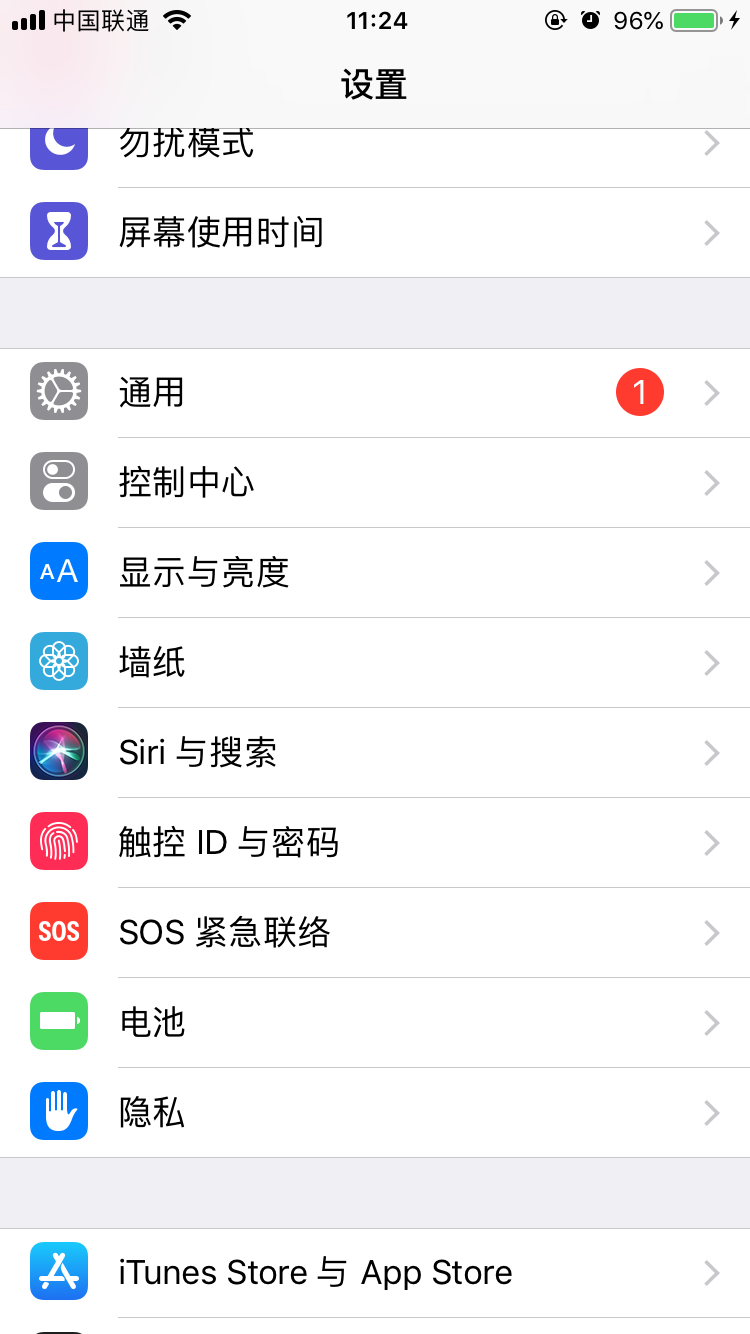 中国联通 11:24 96%
设置
勿扰模式
屏幕使用时间
通用 1
控制中心
AA 显示与亮度
墙纸
Siri 与搜索
触控 ID 与密码
SOS SOS 紧急联络
电池
隐私
iTunes Store 与 App Store